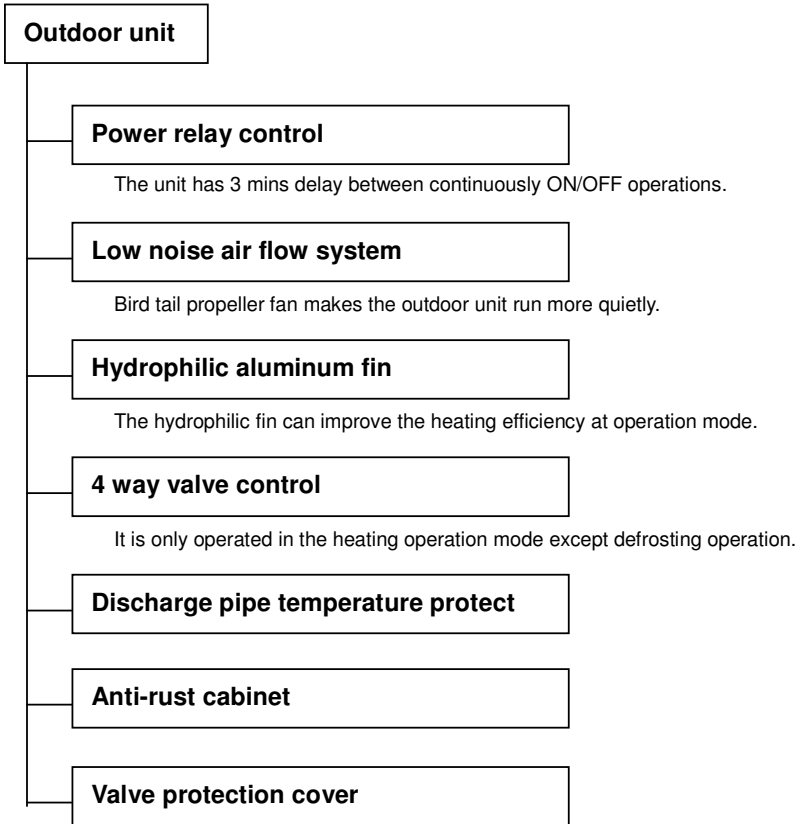 Outdoor unit
Power relay control
The unit has 3 mins delay between continuously ON/OFF operations.
Low noise air flow system
Bird tail propeller fan makes the outdoor unit run more quietly.
Hydrophilic aluminum fin
The hydrophilic fin can improve the heating efficiency at operation mode.
4 way valve control
It is only operated in the heating operation mode except defrosting operation.
Discharge pipe temperature protect
Anti-rust cabinet
Valve protection cover